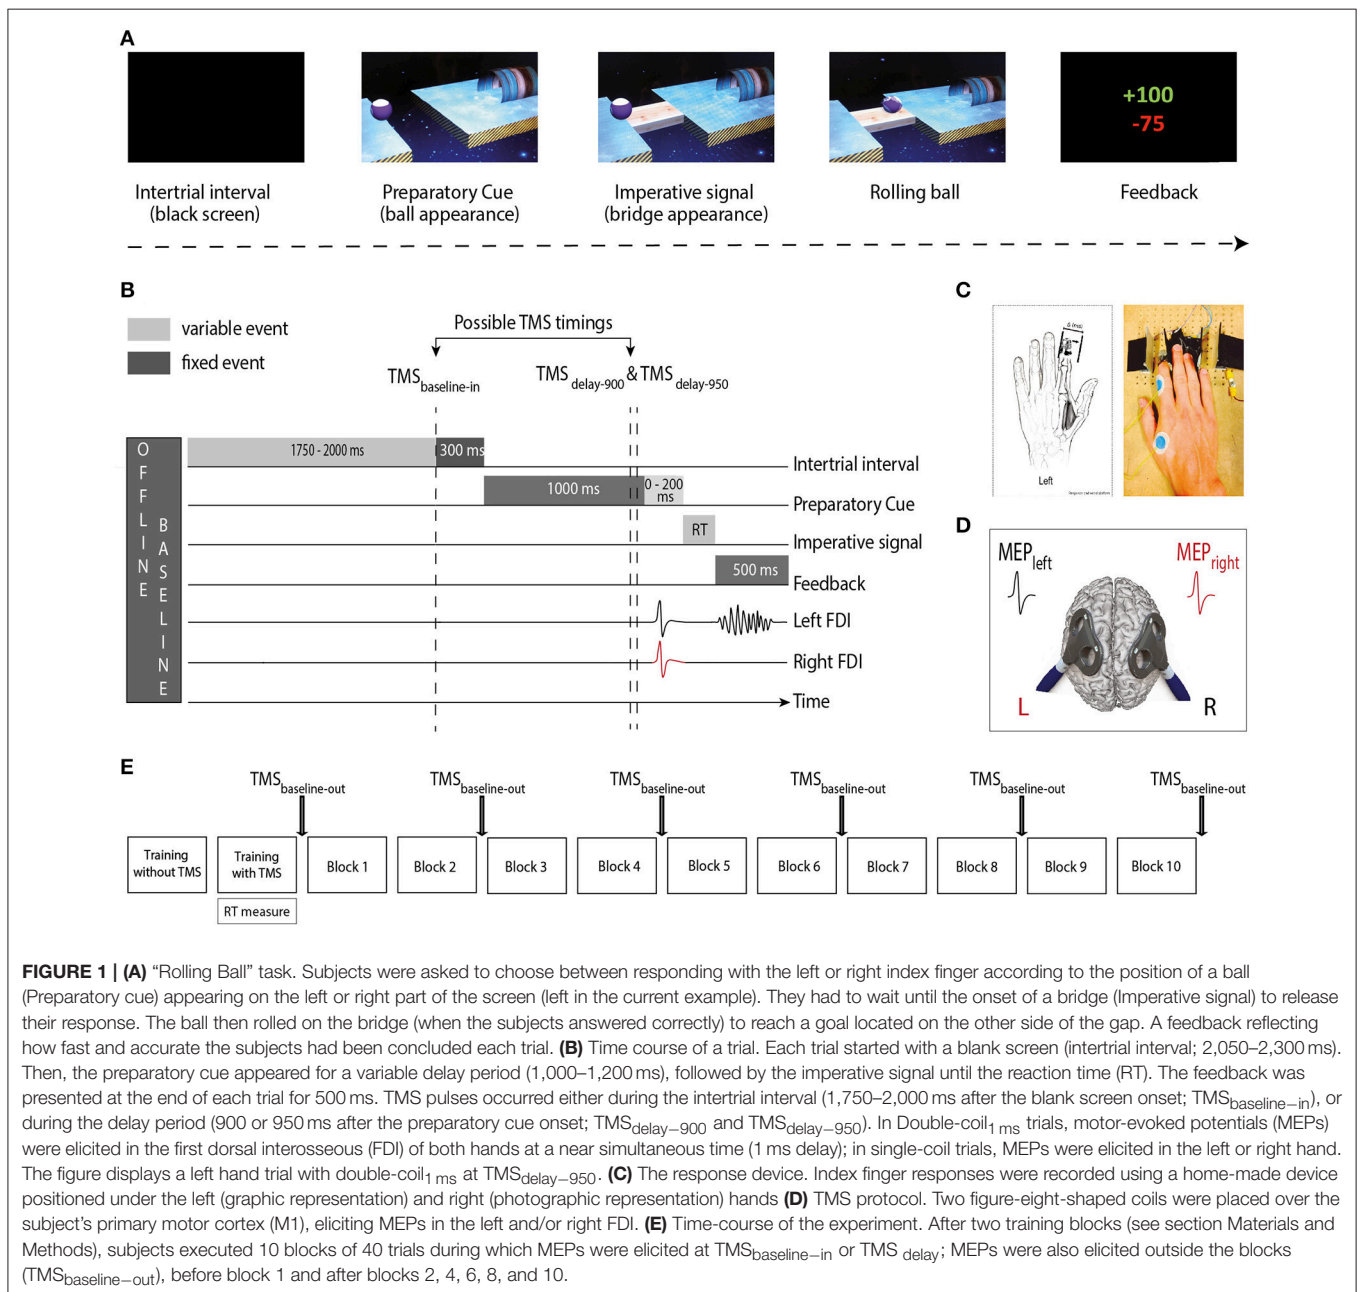 A
+100
-75
Intertrial interval
(black screen)
Preparatory Cue
(ball appearance)
Imperative signal
(bridge appearance)
Rolling ball
Feedback
B
variable event
fixed event
Possible TMS timings
TMSbaseline-in
TMS delay-900 & TMSdelay-950
OFFLINE
BASELINE
1750 - 2000 ms
300 ms
Intertrial interval
1000 ms
0 - 200
ms
Preparatory Cue
RT
Imperative signal
500 ms
Feedback
Left FDI
Right FDI
Time
C
Left
D
MEPleft
MEPright
L
R
E
TMSbaseline-out
TMSbaseline-out
TMSbaseline-out
TMSbaseline-out
TMSbaseline-out
TMSbaseline-out
Training
without TMS
Training
with TMS
Block 1
Block 2
Block 3
Block 4
Block 5
Block 6
Block 7
Block 8
Block 9
Block 10
RT measure
FIGURE 1 | (A) “Rolling Ball” task. Subjects were asked to choose between responding with the left or right index finger according to the position of a ball
(Preparatory cue) appearing on the left or right part of the screen (left in the current example). They had to wait until the onset of a bridge (Imperative signal) to release
their response. The ball then rolled on the bridge (when the subjects answered correctly) to reach a goal located on the other side of the gap. A feedback reflecting
how fast and accurate the subjects had been concluded each trial. (B) Time course of a trial. Each trial started with a blank screen (intertrial interval; 2,050–2,300 ms).
Then, the preparatory cue appeared for a variable delay period (1,000–1,200 ms), followed by the imperative signal until the reaction time (RT). The feedback was
presented at the end of each trial for 500 ms. TMS pulses occurred either during the intertrial interval (1,750–2,000 ms after the blank screen onset; TMSbaseline−in), or
during the delay period (900 or 950 ms after the preparatory cue onset; TMSdelay−900 and TMSdelay−950). In Double-coil1 ms trials, motor-evoked potentials (MEPs)
were elicited in the first dorsal interosseous (FDI) of both hands at a near simultaneous time (1 ms delay); in single-coil trials, MEPs were elicited in the left or right hand.
The figure displays a left hand trial with double-coil1 ms at TMSdelay−950. (C) The response device. Index finger responses were recorded using a home-made device
positioned under the left (graphic representation) and right (photographic representation) hands (D) TMS protocol. Two figure-eight-shaped coils were placed over the
subject's primary motor cortex (M1), eliciting MEPs in the left and/or right FDI. (E) Time-course of the experiment. After two training blocks (see section Materials and
Methods), subjects executed 10 blocks of 40 trials during which MEPs were elicited at TMSbaseline−in or TMS delay; MEPs were also elicited outside the blocks
(TMSbaseline−out), before block 1 and after blocks 2, 4, 6, 8, and 10.